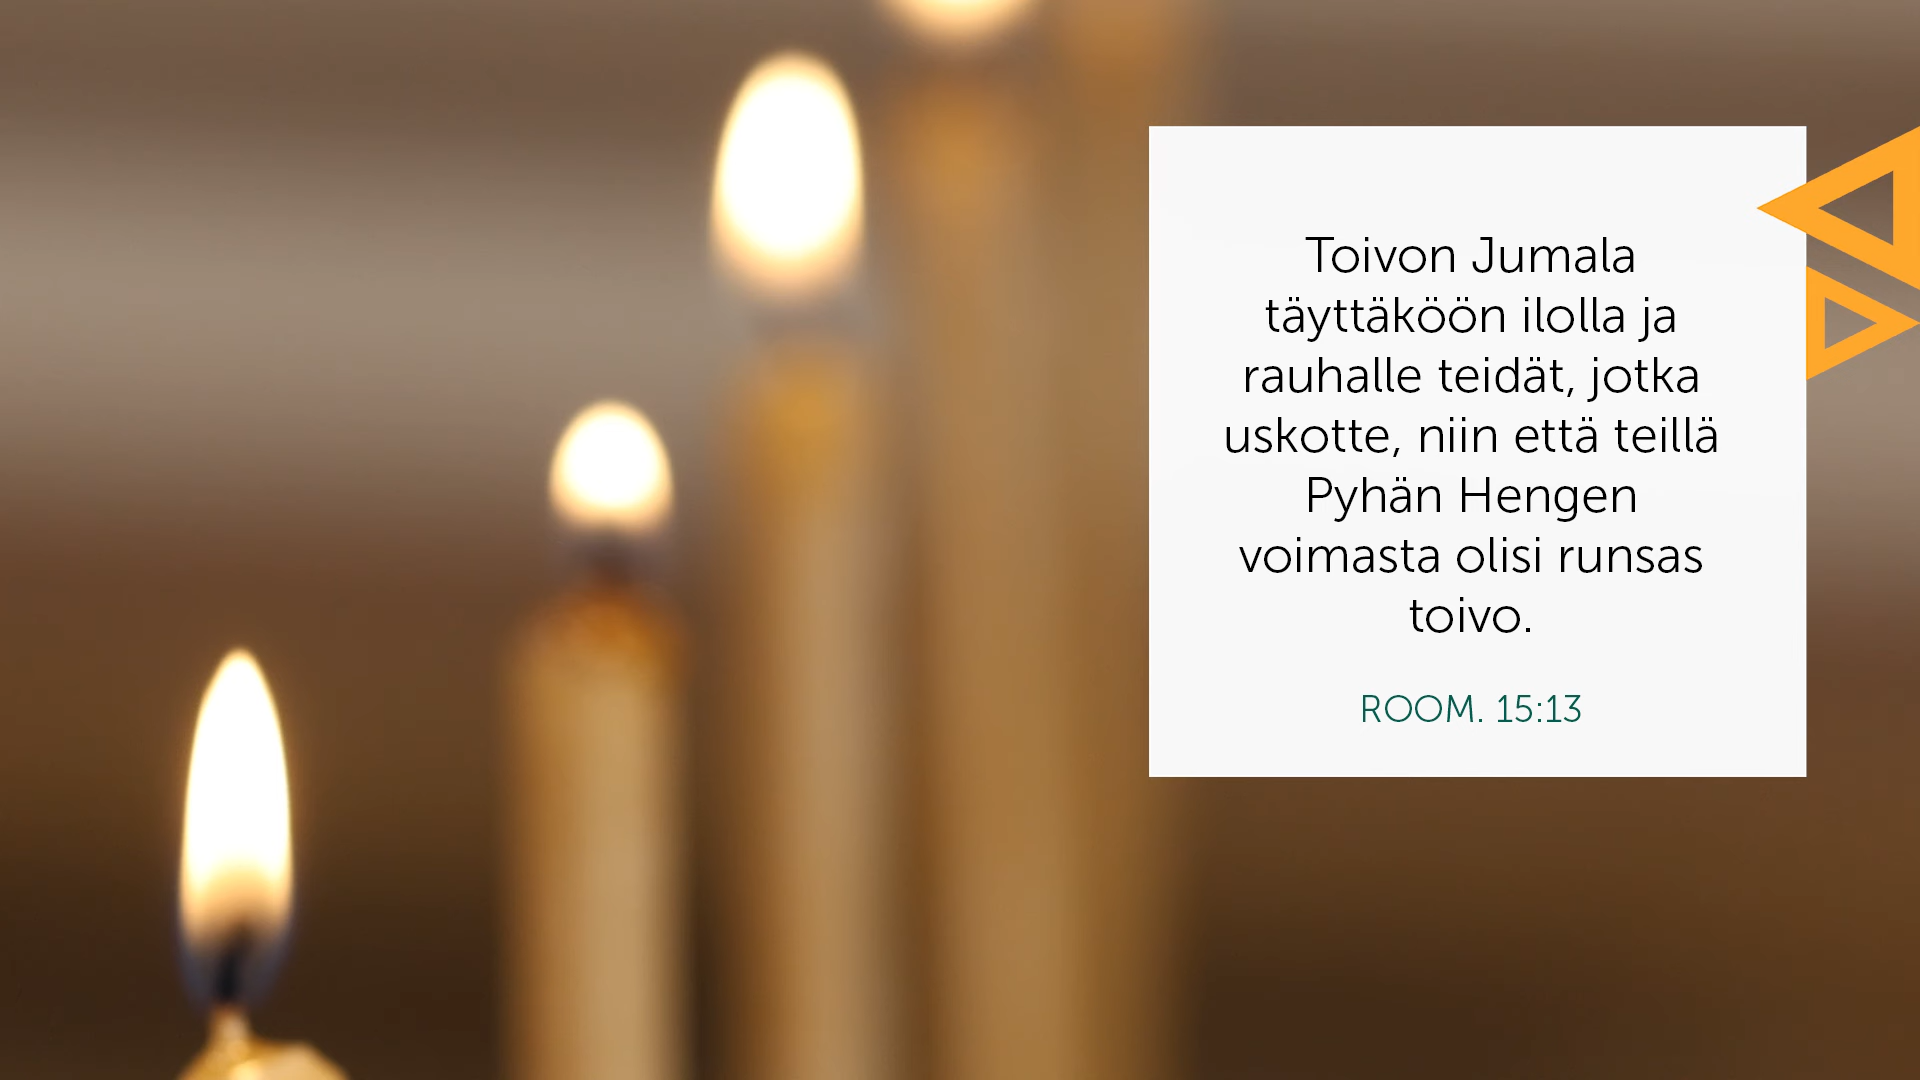 Toivon Jumala
täyttäköön ilolla ja
rauhalle teidät, jotka
uskotte, niin että teillä
Pyhän Hengen
voimasta olisi runsas
toivo.
ROOM. 15:13